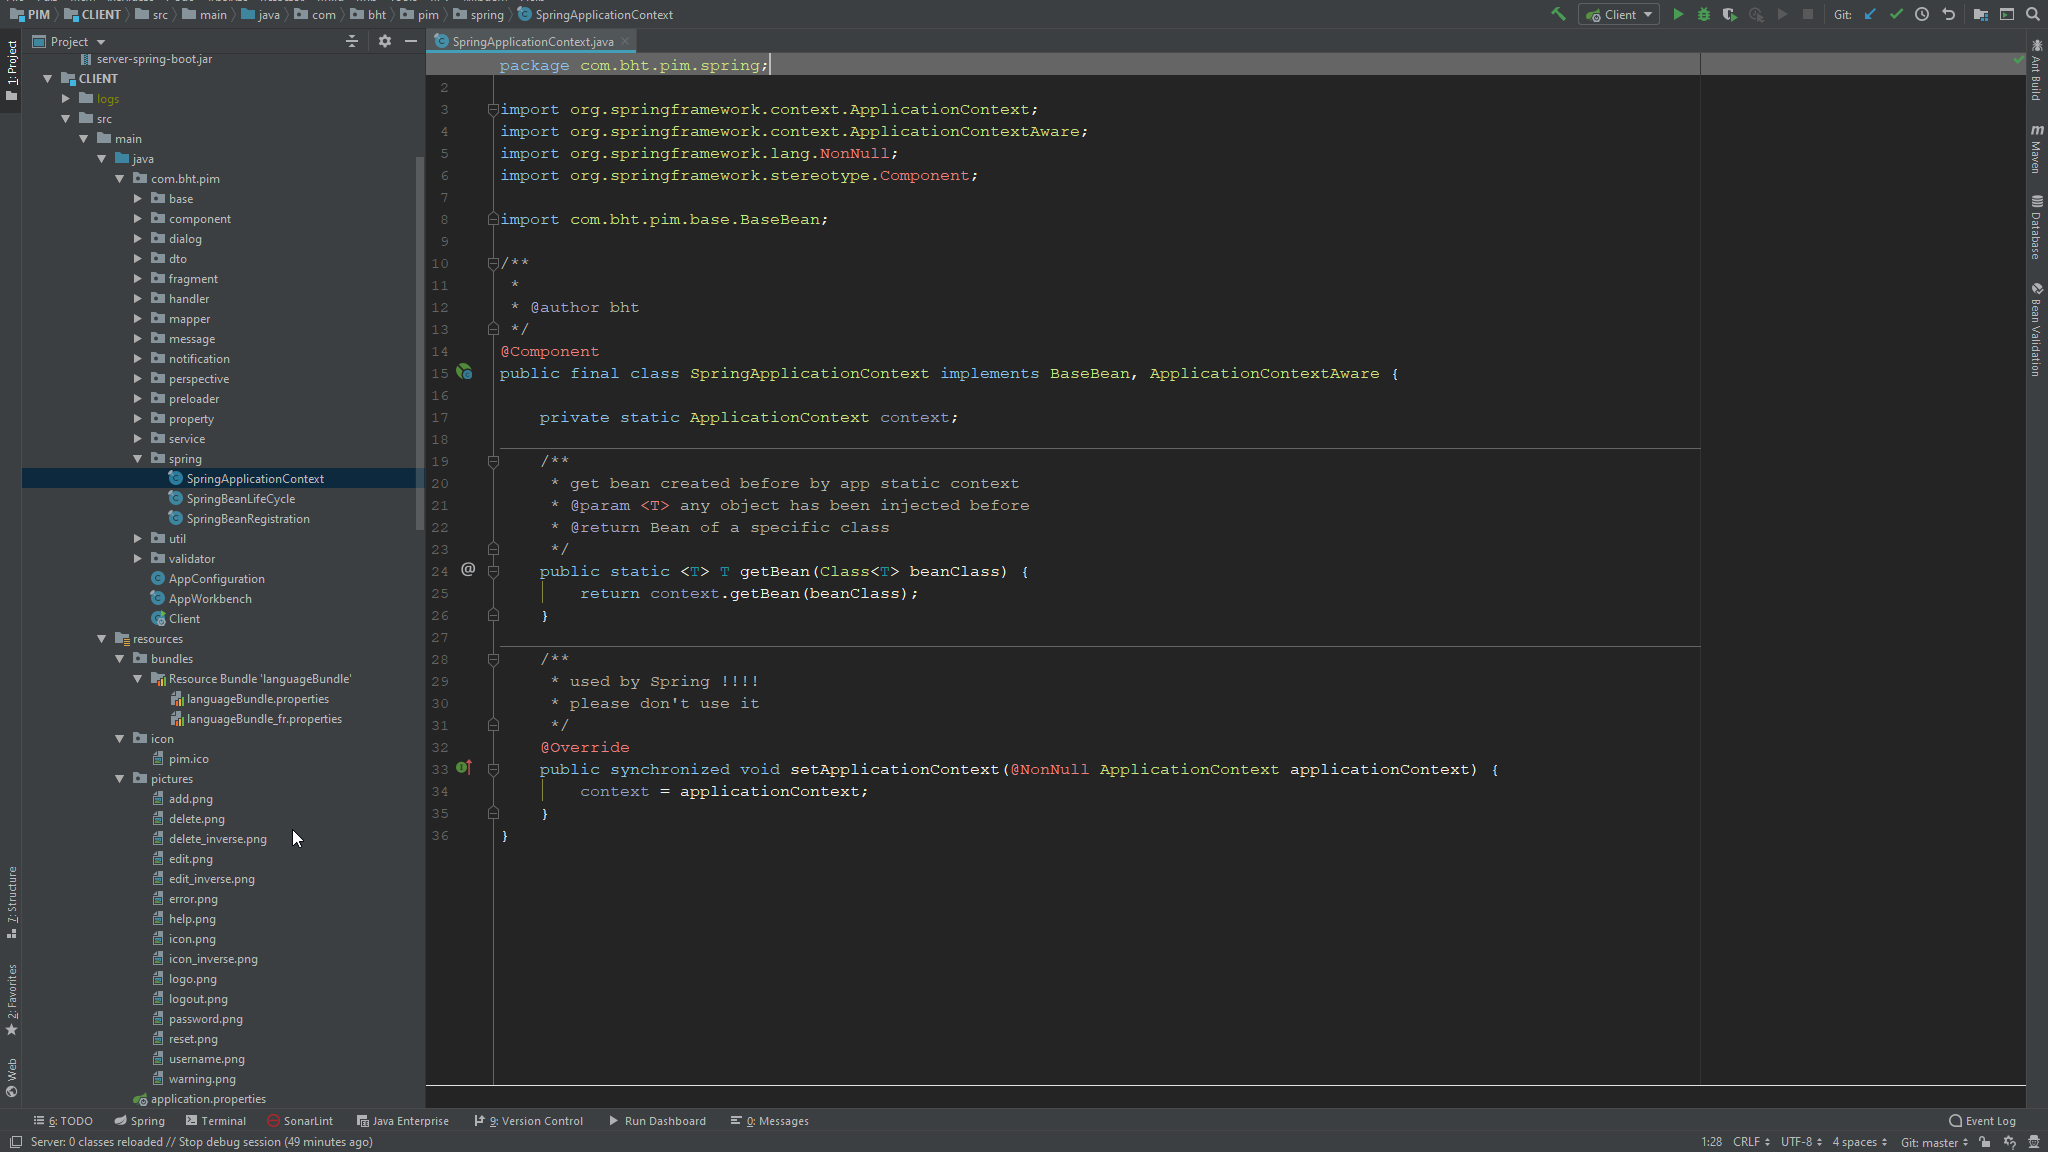 PIM CLIENT src main java com bht pim spring SpringApplicationContext
Client
Git:
1: Project
Project
SpringApplicationContext.java
server-spring-boot.jar
CLIENT
logs
src
main
java
com.bht.pim
base
component
dialog
dto
fragment
handler
mapper
message
notification
perspective
preloader
property
service
spring
SpringApplicationContext
SpringBeanLifeCycle
SpringBeanRegistration
util
validator
AppConfiguration
AppWorkbench
Client
resources
bundles
Resource Bundle 'languageBundle'
languageBundle.properties
languageBundle_fr.properties
icon
pim.ico
pictures
add.png
delete.png
delete_inverse.png
edit.png
edit_inverse.png
error.png
help.png
icon.png
icon_inverse.png
logo.png
logout.png
password.png
reset.png
username.png
warning.png
application.properties
7: Structure
2: Favorites
Web
package com.bht.pim.spring;
2
3 import org.springframework.context.ApplicationContext;
4 import org.springframework.context.ApplicationContextAware;
5 import org.springframework.lang.NonNull;
6 import org.springframework.stereotype.Component;
7
8 import com.bht.pim.base.BaseBean;
9
10 /**
11 *
12 * @author bht
13 */
14 @Component
15 public final class SpringApplicationContext implements BaseBean, ApplicationContextAware {
16
17 private static ApplicationContext context;
18
19 /**
20 * get bean created before by app static context
21 * @param <T> any object has been injected before
22 * @return Bean of a specific class
23 */
24 @ public static <T> T getBean(Class<T> beanClass) {
25 return context.getBean(beanClass);
26 }
27
28 /**
29 * used by Spring !!!!
30 * please don't use it
31 */
32 @Override
33 public synchronized void setApplicationContext(@NonNull ApplicationContext applicationContext) {
34 context = applicationContext;
35 }
36 }
Ant Build
Maven
Database
Bean Validation
6: TODO Spring Terminal SonarLint Java Enterprise 9: Version Control Run Dashboard 0: Messages Event Log
Server: 0 classes reloaded // Stop debug session (49 minutes ago) 1:28 CRLF UTF-8 4 spaces Git: master